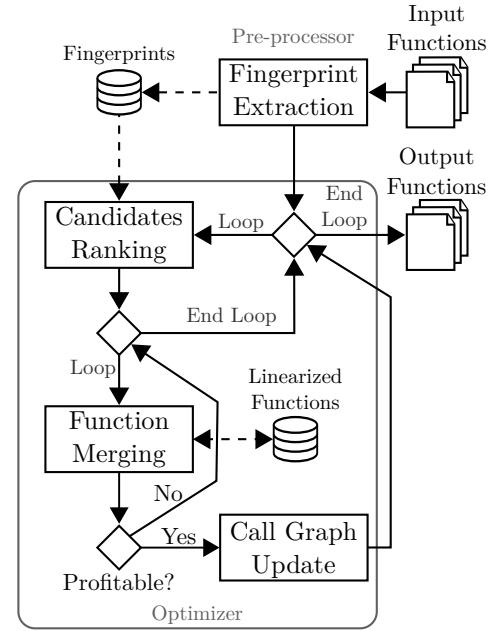 Input
Functions
Pre-processor
Fingerprints
Fingerprint
Extraction
Output
Functions
End
Loop
Loop
Candidates
Ranking
End Loop
Loop
Linearized
Functions
Function
Merging
No
Yes
Call Graph
Update
Profitable?
Optimizer